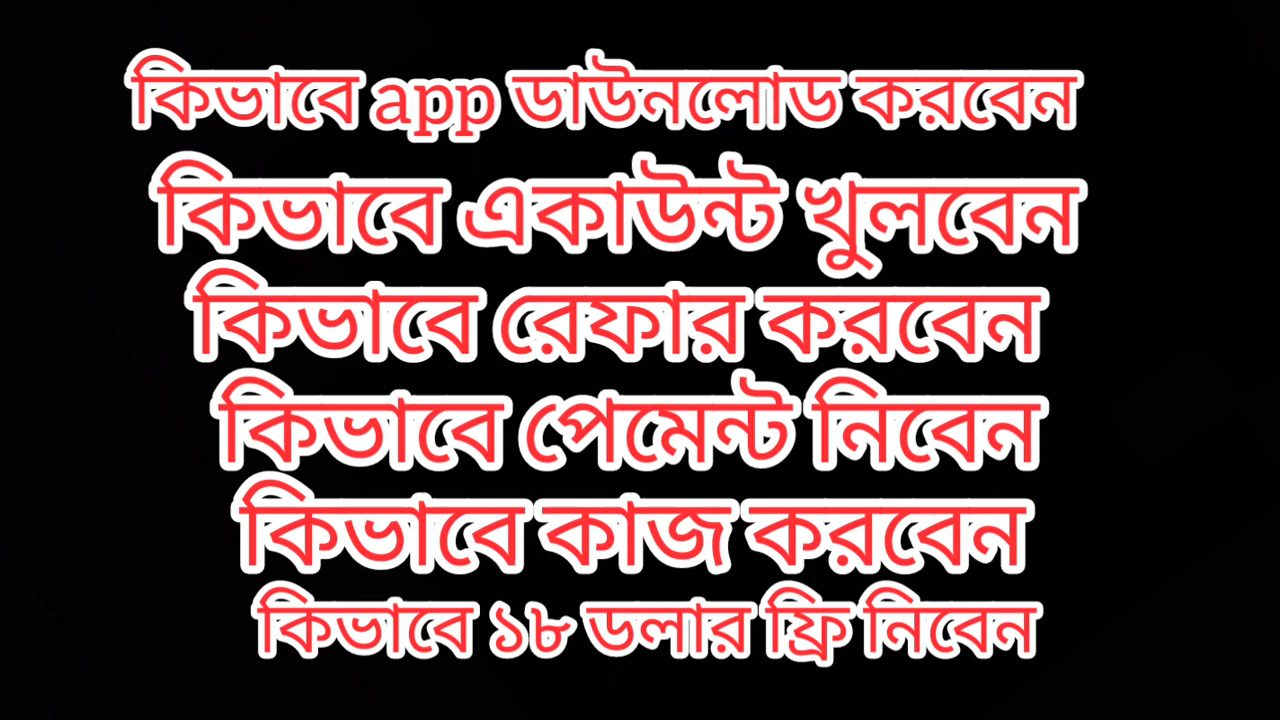 কিভাবে app ডাউনলোড করবেন
কিভাবে একাউন্ট খুলবেন
কিভাবে রেফার করবেন
কিভাবে পেমেন্ট নিবেন
কিভাবে কাজ করবেন
কিভাবে ১৮ ডলার ফ্রি নিবেন